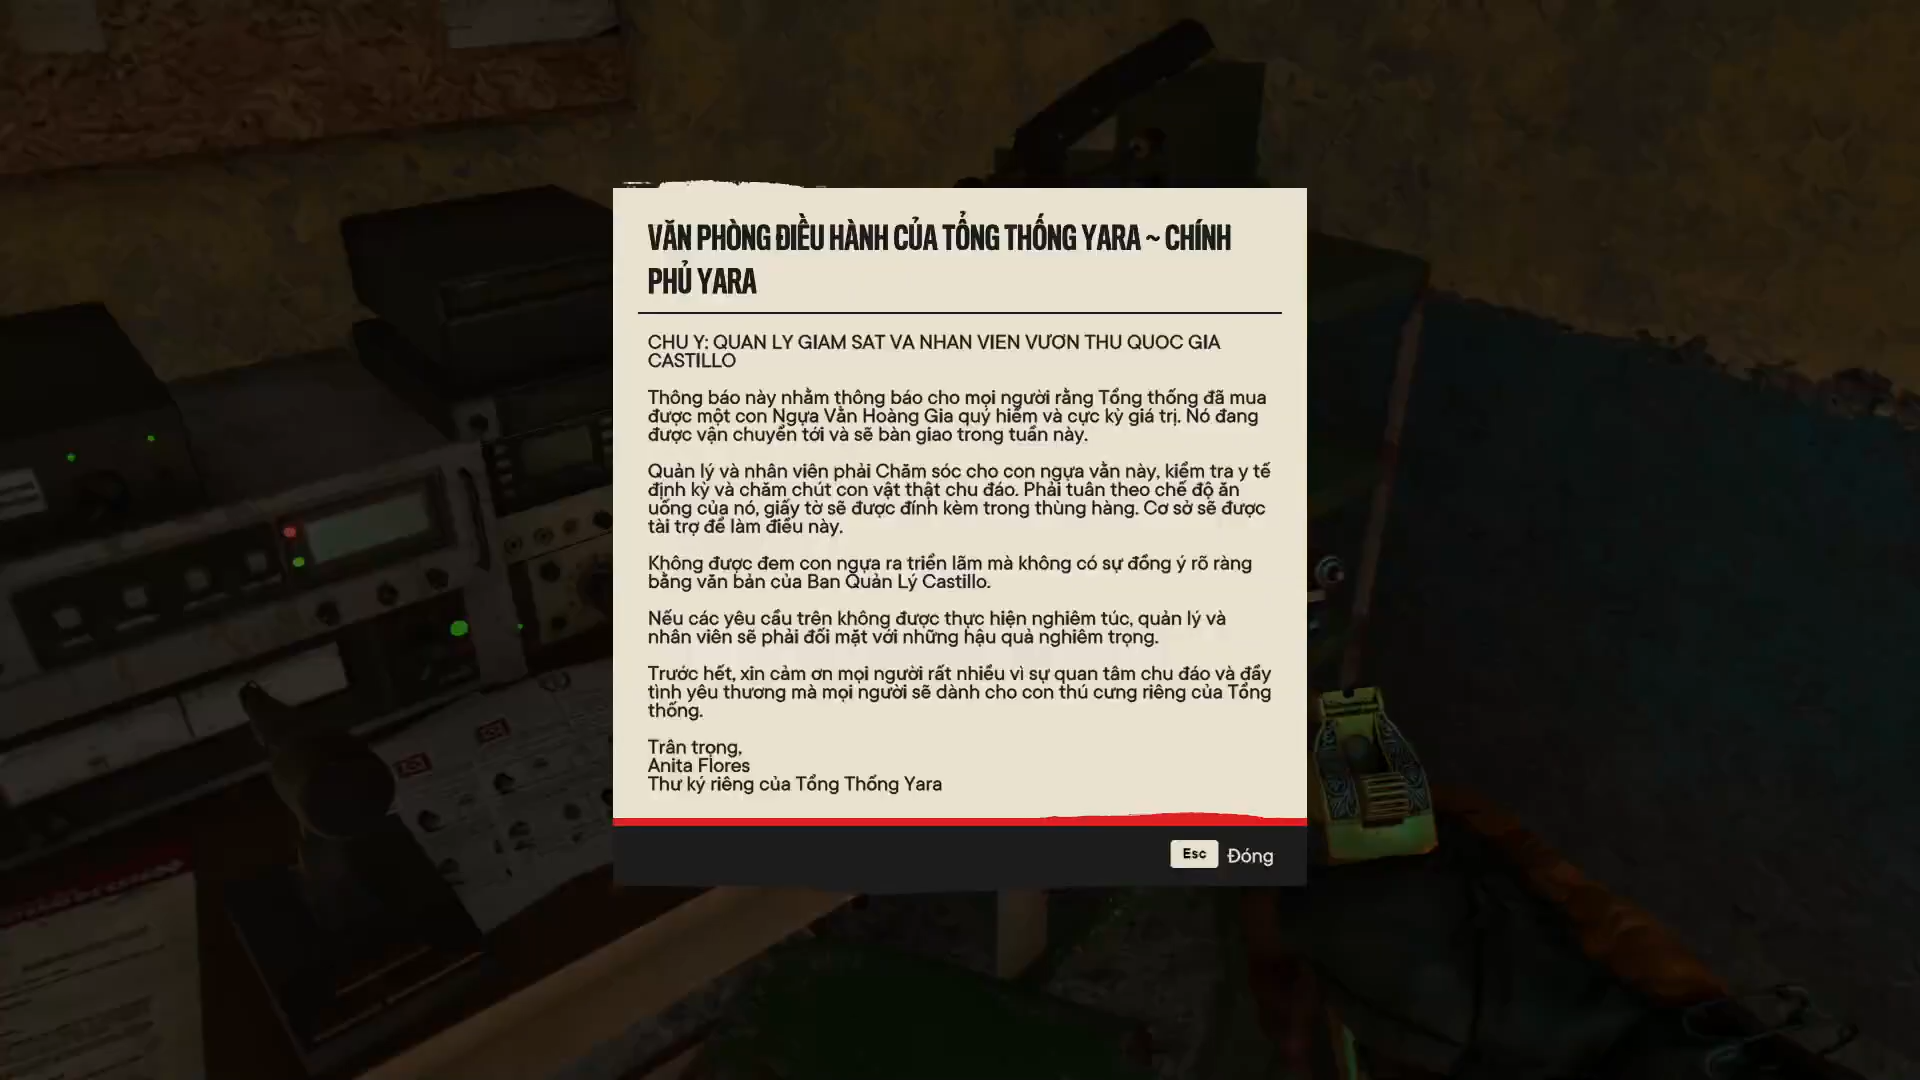 VĂN PHÒNG ĐIỀU HÀNH CỦA TỔNG THỐNG YARA ~ CHÍNH
PHỦ YARA
CHU Y: QUAN LY GIAM SAT VA NHAN VIEN VƯƠN THU QUOC GIA
CASTILLO
Thông báo này nhằm thông báo cho mọi người rằng Tổng thống đã mua
được một con Ngựa Vằn Hoàng Gia quý hiếm và cực kỳ giá trị. Nó đang
được vận chuyển tới và sẽ bàn giao trong tuần này.
Quản lý và nhân viên phải Chăm sóc cho con ngựa vằn này, kiểm tra y tế
định kỳ và chăm chút con vật thật chu đáo. Phải tuân theo chế độ ăn
uống của nó, giấy tờ sẽ được đính kèm trong thùng hàng. Cơ sở sẽ được
tài trợ để làm điều này.
Không được đem con ngựa ra triển lãm mà không có sự đồng ý rõ ràng
bằng văn bản của Ban Quản Lý Castillo.
Nếu các yêu cầu trên không được thực hiện nghiêm túc, quản lý và
nhân viên sẽ phải đối mặt với những hậu quả nghiêm trọng.
Trước hết, xin cảm ơn mọi người rất nhiều vì sự quan tâm chu đáo và đầy
tình yêu thương mà mọi người sẽ dành cho con thú cưng riêng của Tổng
thống.
Trân trọng,
Anita Flores
Thư ký riêng của Tổng Thống Yara
Esc Đóng